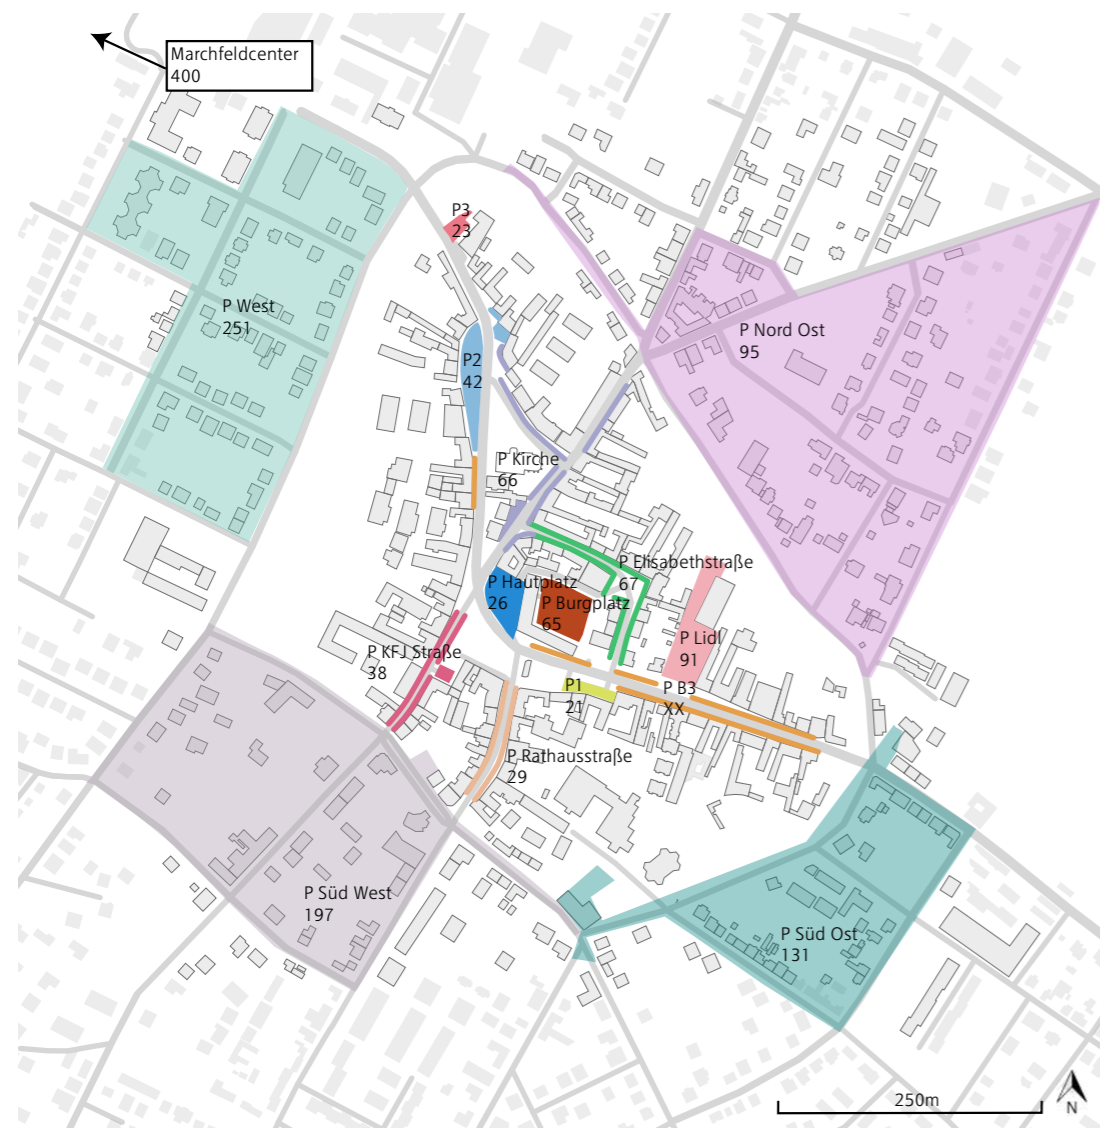 Marchfeldcenter
400
P3
23
P West
251
P Nord Ost
95
P2
42
P Kirche
66
P Elisabethstraße
67
P Hautplatz
26
P Burgplatz
65
P Lidl
91
P KFJ Straße
38
P1
21
P B3
XX
P Rathausstraße
29
P Süd West
197
P Süd Ost
131
250m
N